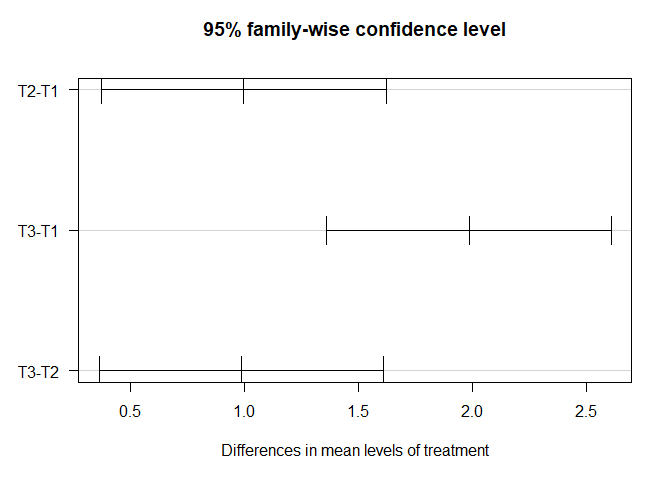 95% family-wise confidence level
T2-T1
T3-T1
T3-T2
0.5 1.0 1.5 2.0 2.5
Differences in mean levels of treatment